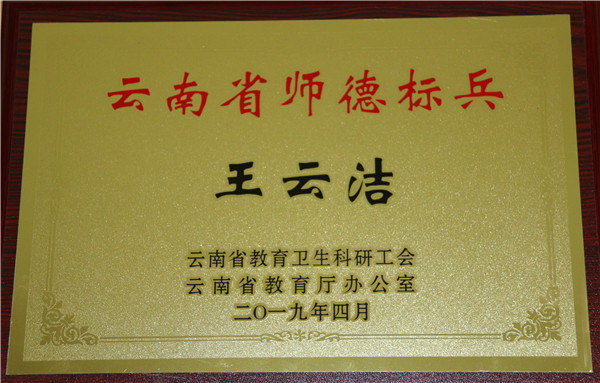 云南省师德标兵
王云洁
云南省教育卫生科研工会
云南省教育厅办公室
二O一九年四月